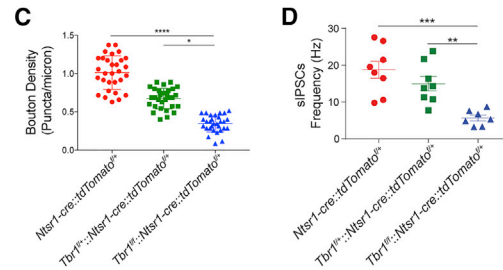 C
****
*
Bouton Density
(Puncta/micron)
1.5
1.0
0.5
0.0
Ntsr1-cre::tdTomato^f/+
Tbr1^f/+::Ntsr1-cre::tdTomato^f/+
Tbr1^f/f::Ntsr1-cre::tdTomato^f/+
D
***
**
sIPSCs
Frequency (Hz)
30
20
10
0
Ntsr1-cre::tdTomato^f/+
Tbr1^f/+::Ntsr1-cre::tdTomato^f/+
Tbr1^f/f::Ntsr1-cre::tdTomato^f/+